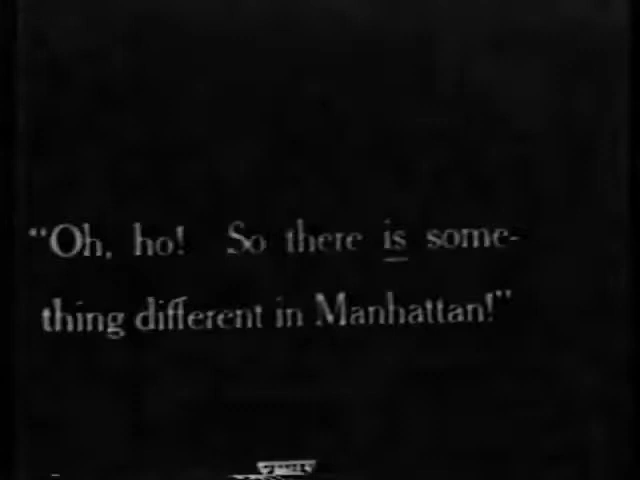 “Oh, ho! So there is some-
thing different in Manhattan!”